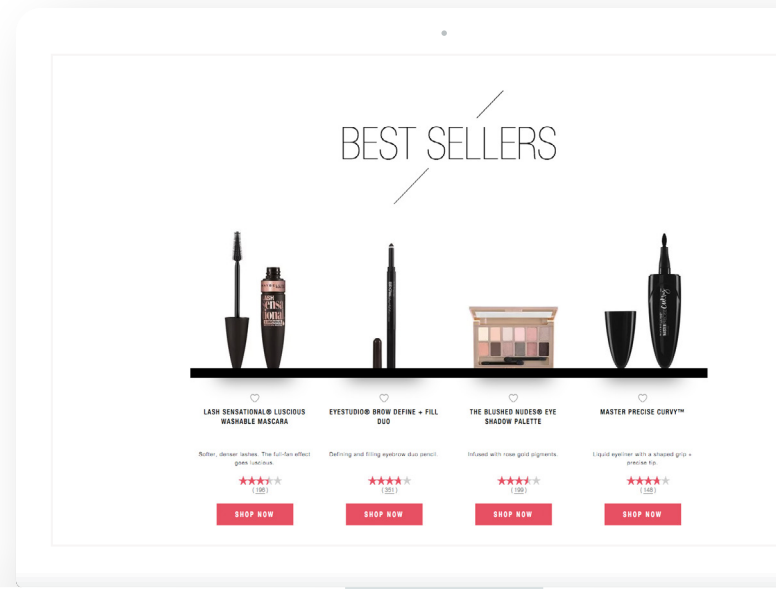 BEST SELLERS
LASH SENSATIONAL® LUSCIOUS
WASHABLE MASCARA
EYESTUDIO® BROW DEFINE + FILL
DUO
THE BLUSHED NUDES® EYE
SHADOW PALETTE
MASTER PRECISE CURVY™
Softer, denser lashes. The full-fan effect
goes luscious.
Defining and filling eyebrow duo pencil.
Infused with rose gold pigments.
Liquid eyeliner with a shaped grip +
precise tip.
(196)
(351)
(199)
(148)
SHOP NOW
SHOP NOW
SHOP NOW
SHOP NOW